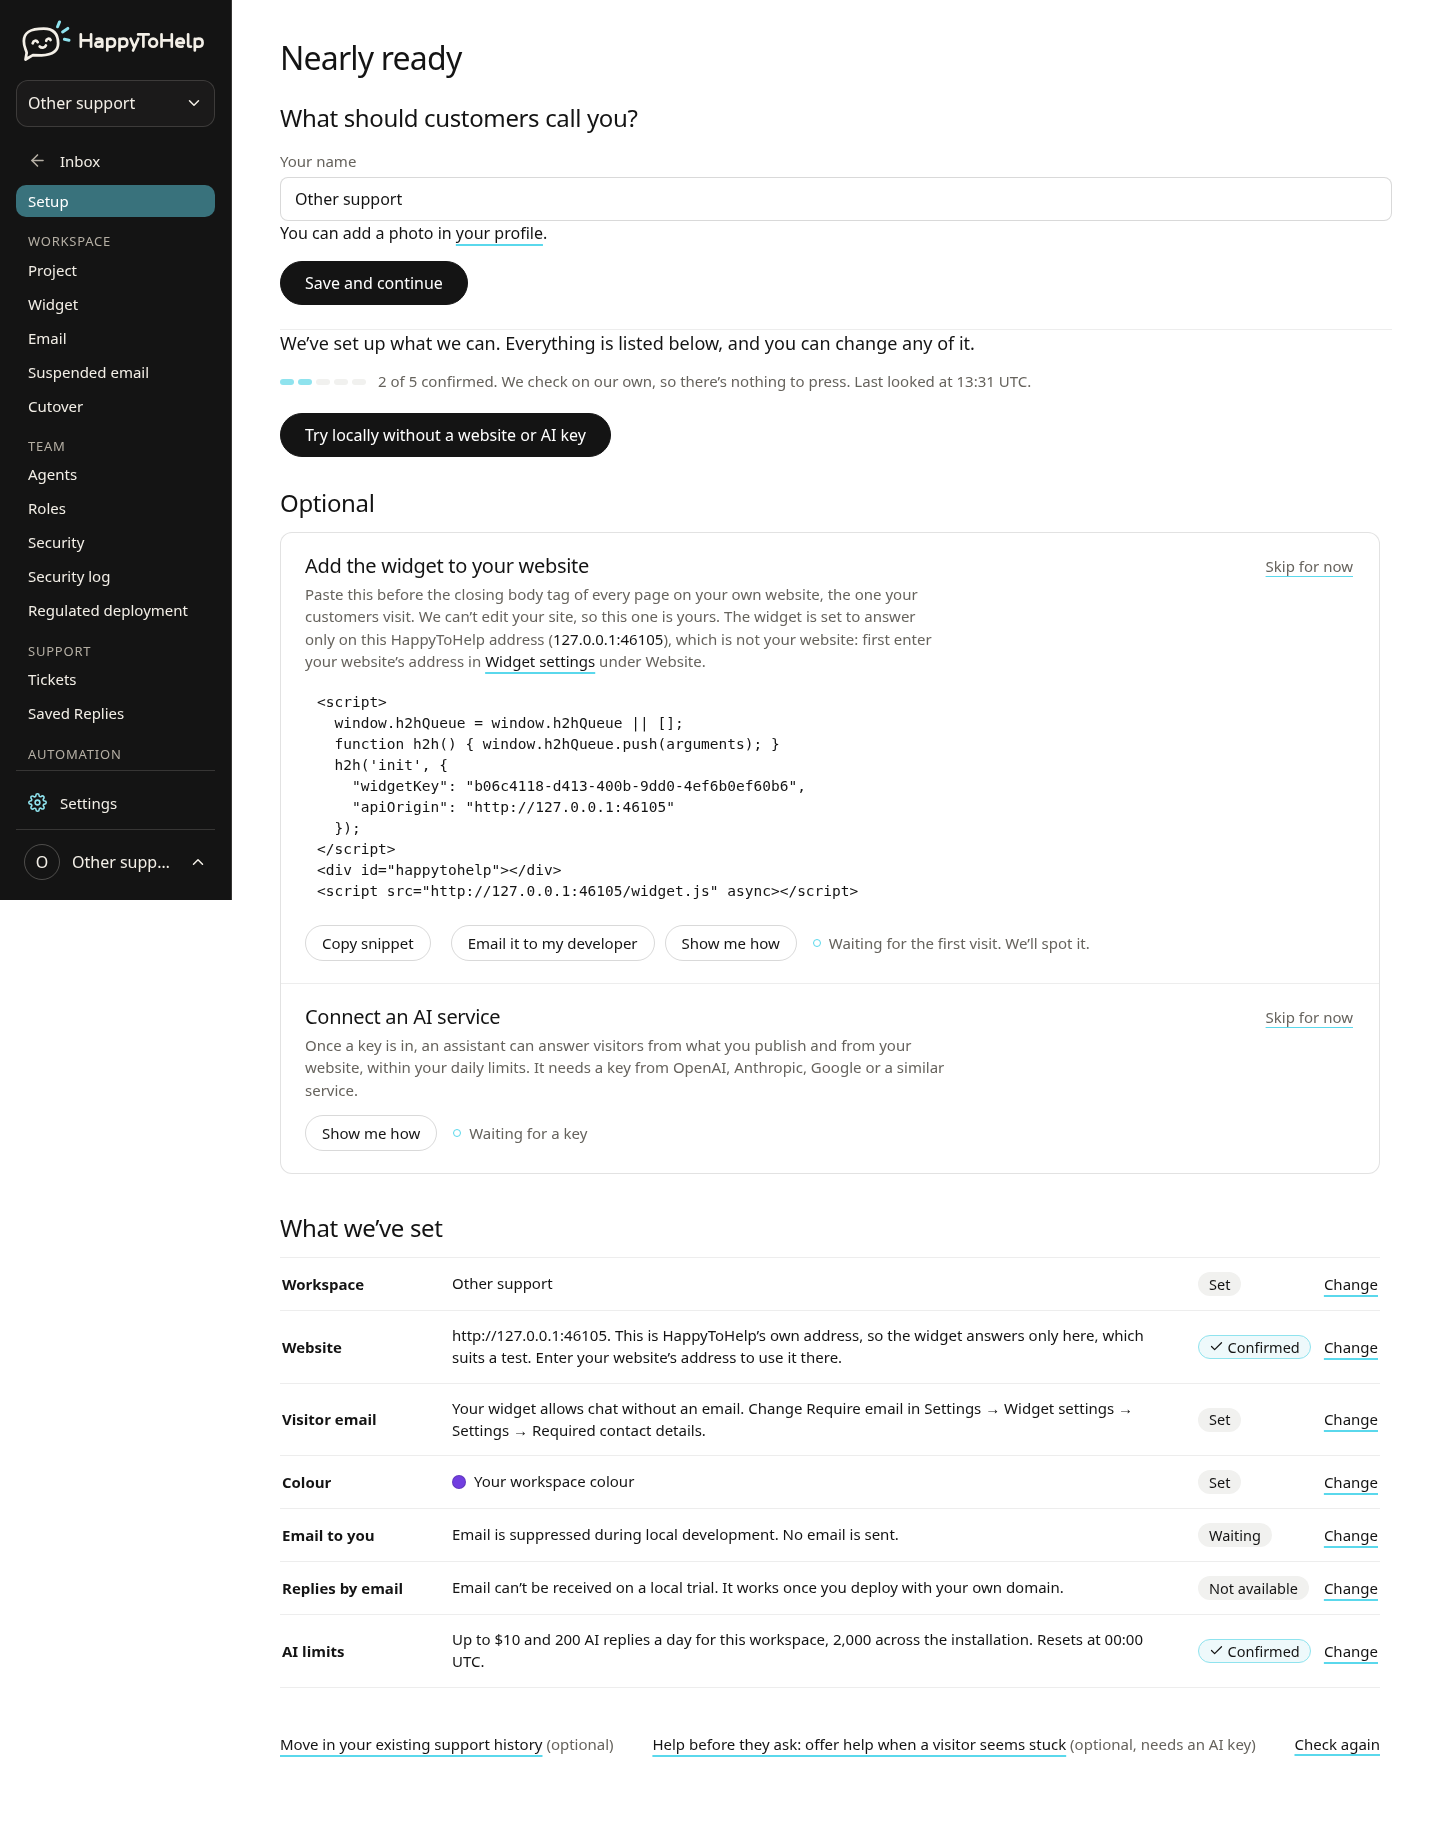 HappyToHelp
Other support
Inbox
Setup
WORKSPACE
Project
Widget
Email
Suspended email
Cutover
TEAM
Agents
Roles
Security
Security log
Regulated deployment
SUPPORT
Tickets
Saved Replies
AUTOMATION
Settings
O Other supp...
Nearly ready
What should customers call you?
Your name
Other support
You can add a photo in your profile.
Save and continue
We’ve set up what we can. Everything is listed below, and you can change any of it.
2 of 5 confirmed. We check on our own, so there’s nothing to press. Last looked at 13:31 UTC.
Try locally without a website or AI key
Optional
Add the widget to your website
Skip for now
Paste this before the closing body tag of every page on your own website, the one your
customers visit. We can’t edit your site, so this one is yours. The widget is set to answer
only on this HappyToHelp address (127.0.0.1:46105), which is not your website: first enter
your website’s address in Widget settings under Website.
<script>
  window.h2hQueue = window.h2hQueue || [];
  function h2h() { window.h2hQueue.push(arguments); }
  h2h('init', {
    "widgetKey": "b06c4118-d413-400b-9dd0-4ef6b0ef60b6",
    "apiOrigin": "http://127.0.0.1:46105"
  });
</script>
<div id="happytohelp"></div>
<script src="http://127.0.0.1:46105/widget.js" async></script>
Copy snippet Email it to my developer Show me how Waiting for the first visit. We’ll spot it.
Connect an AI service
Skip for now
Once a key is in, an assistant can answer visitors from what you publish and from your
website, within your daily limits. It needs a key from OpenAI, Anthropic, Google or a similar
service.
Show me how Waiting for a key
What we’ve set
Workspace Other support Set Change
Website http://127.0.0.1:46105. This is HappyToHelp’s own address, so the widget answers only here, which
suits a test. Enter your website’s address to use it there. ✓ Confirmed Change
Visitor email Your widget allows chat without an email. Change Require email in Settings → Widget settings →
Settings → Required contact details. Set Change
Colour Your workspace colour Set Change
Email to you Email is suppressed during local development. No email is sent. Waiting Change
Replies by email Email can’t be received on a local trial. It works once you deploy with your own domain. Not available Change
AI limits Up to $10 and 200 AI replies a day for this workspace, 2,000 across the installation. Resets at 00:00
UTC. ✓ Confirmed Change
Move in your existing support history (optional) Help before they ask: offer help when a visitor seems stuck (optional, needs an AI key) Check again